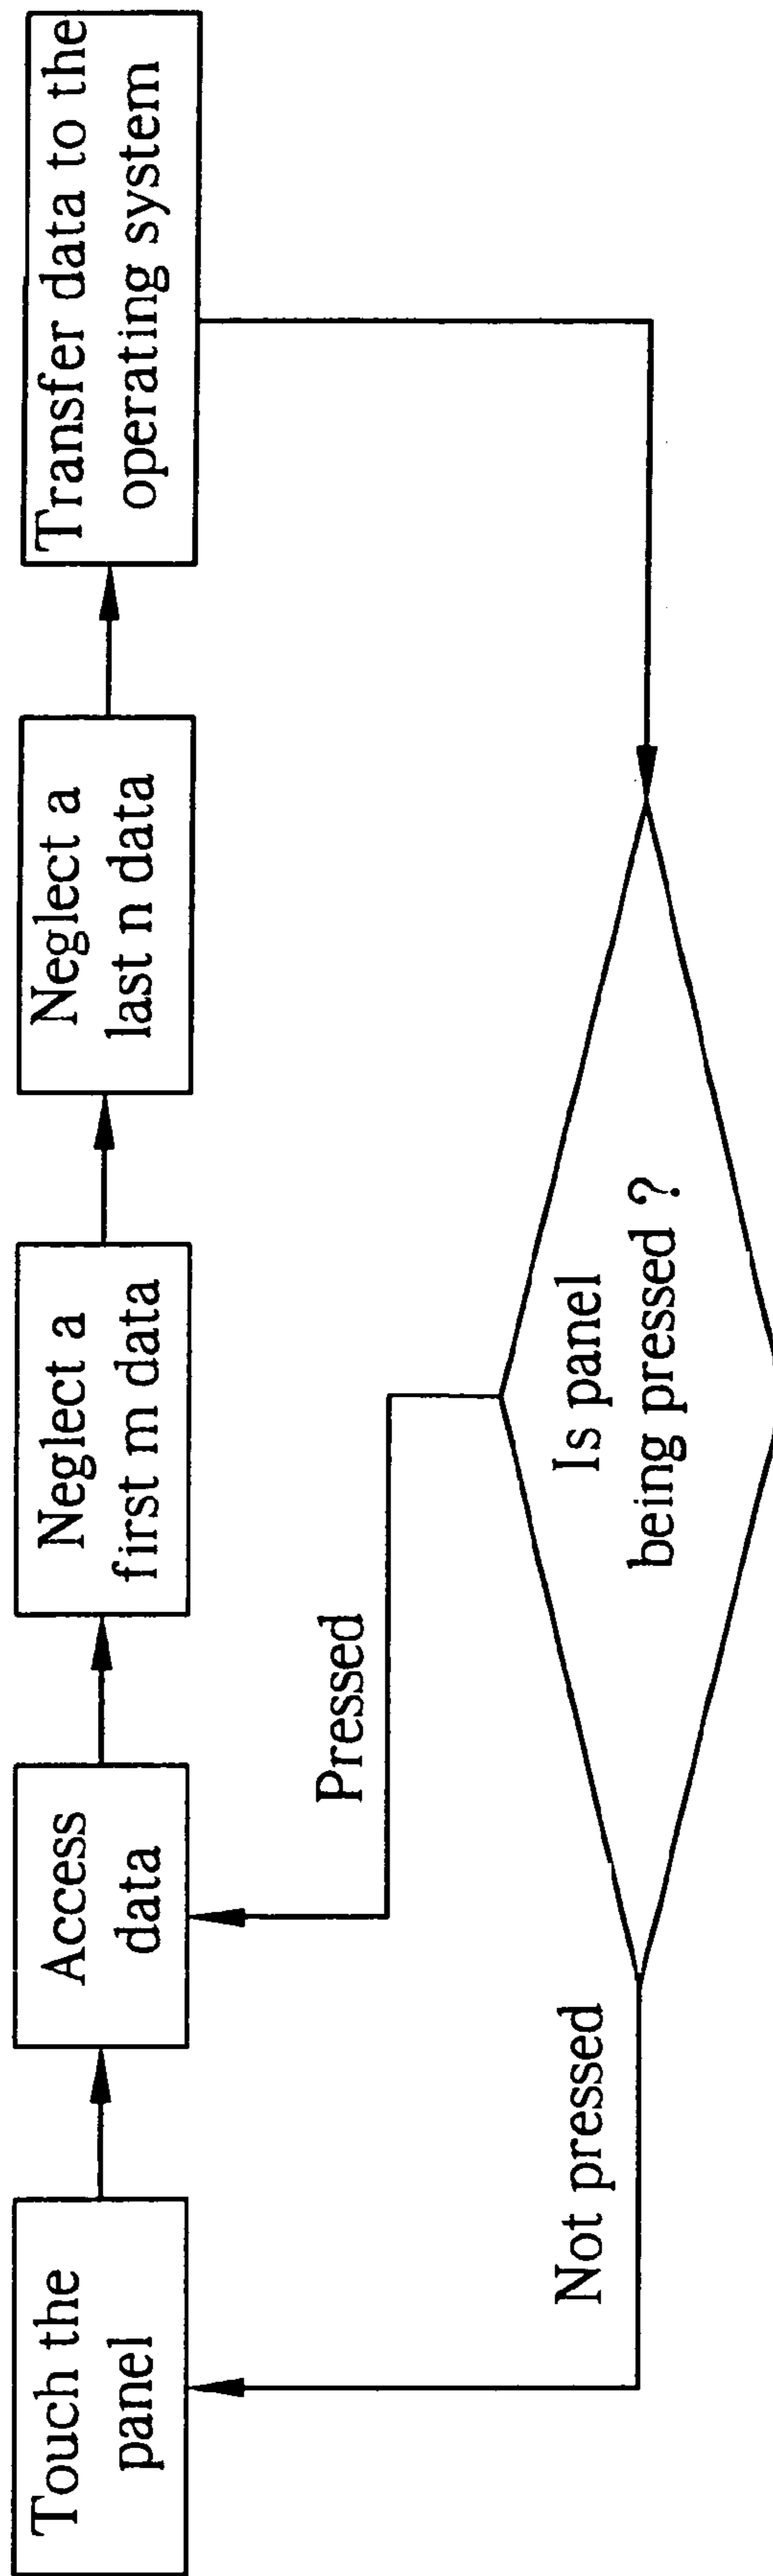 Touch the
panel
Access
data
Neglect a
first m data
Neglect a
last n data
Transfer data to the
operating system
Pressed
Not pressed
Is panel
being pressed ?